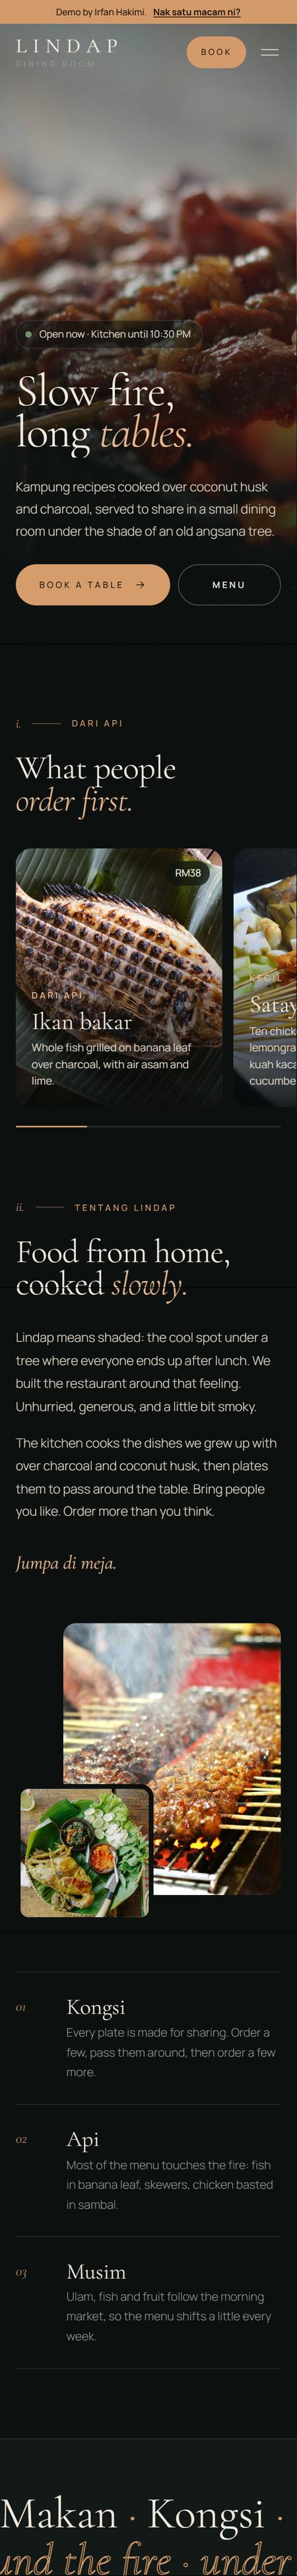 Demo by Irfan Hakimi. Nak satu macam ni?
LINDAP
DINING ROOM
BOOK
Open now · Kitchen until 10:30 PM
Slow fire,
long tables.
Kampung recipes cooked over coconut husk
and charcoal, served to share in a small dining
room under the shade of an old angsana tree.
BOOK A TABLE →
MENU
i. DARI API
What people
order first.
RM38
DARI API
Ikan bakar
Whole fish grilled on banana leaf
over charcoal, with air asam and
lime.
KECIL
Satay
Ten chick
lemongra
kuah kaca
cucumbe
ii. TENTANG LINDAP
Food from home,
cooked slowly.
Lindap means shaded: the cool spot under a
tree where everyone ends up after lunch. We
built the restaurant around that feeling.
Unhurried, generous, and a little bit smoky.
The kitchen cooks the dishes we grew up with
over charcoal and coconut husk, then plates
them to pass around the table. Bring people
you like. Order more than you think.
Jumpa di meja.
01 Kongsi
Every plate is made for sharing. Order a
few, pass them around, then order a few
more.
02 Api
Most of the menu touches the fire: fish
in banana leaf, skewers, chicken basted
in sambal.
03 Musim
Ulam, fish and fruit follow the morning
market, so the menu shifts a little every
week.
Makan · Kongsi ·
und the fire · under